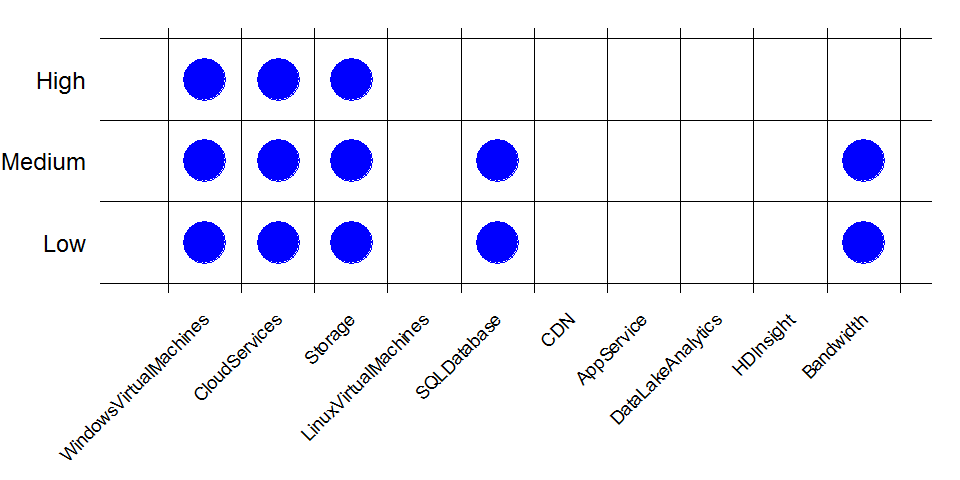 High
Medium
Low
WindowsVirtualMachines
CloudServices
Storage
LinuxVirtualMachines
SQLDatabase
CDN
AppService
DataLakeAnalytics
HDInsight
Bandwidth